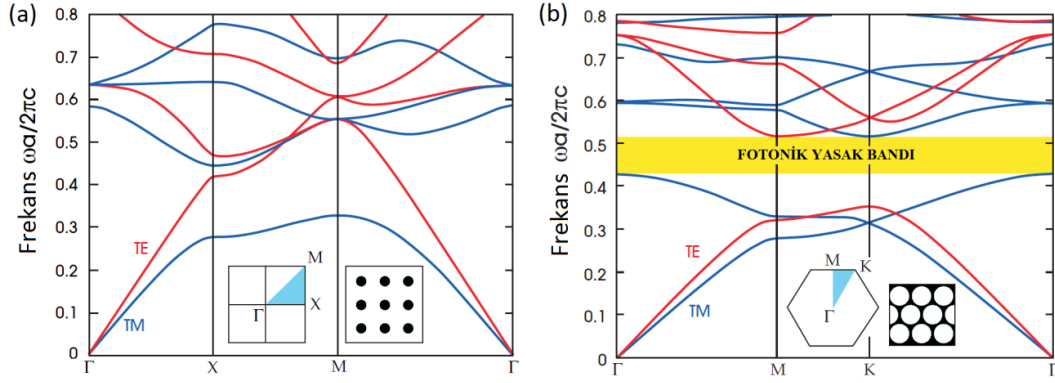 (a)
0.8
0.7
0.6
0.5
0.4
0.3
0.2
0.1
0
Frekans ωa/2πc
TE
TM
M
X
Γ
Γ
X
M
Γ
(b)
0.8
0.7
0.6
0.5
0.4
0.3
0.2
0.1
0
Frekans ωa/2πc
FOTONİK YASAK BANDI
TE
TM
M
K
Γ
Γ
M
K
Γ